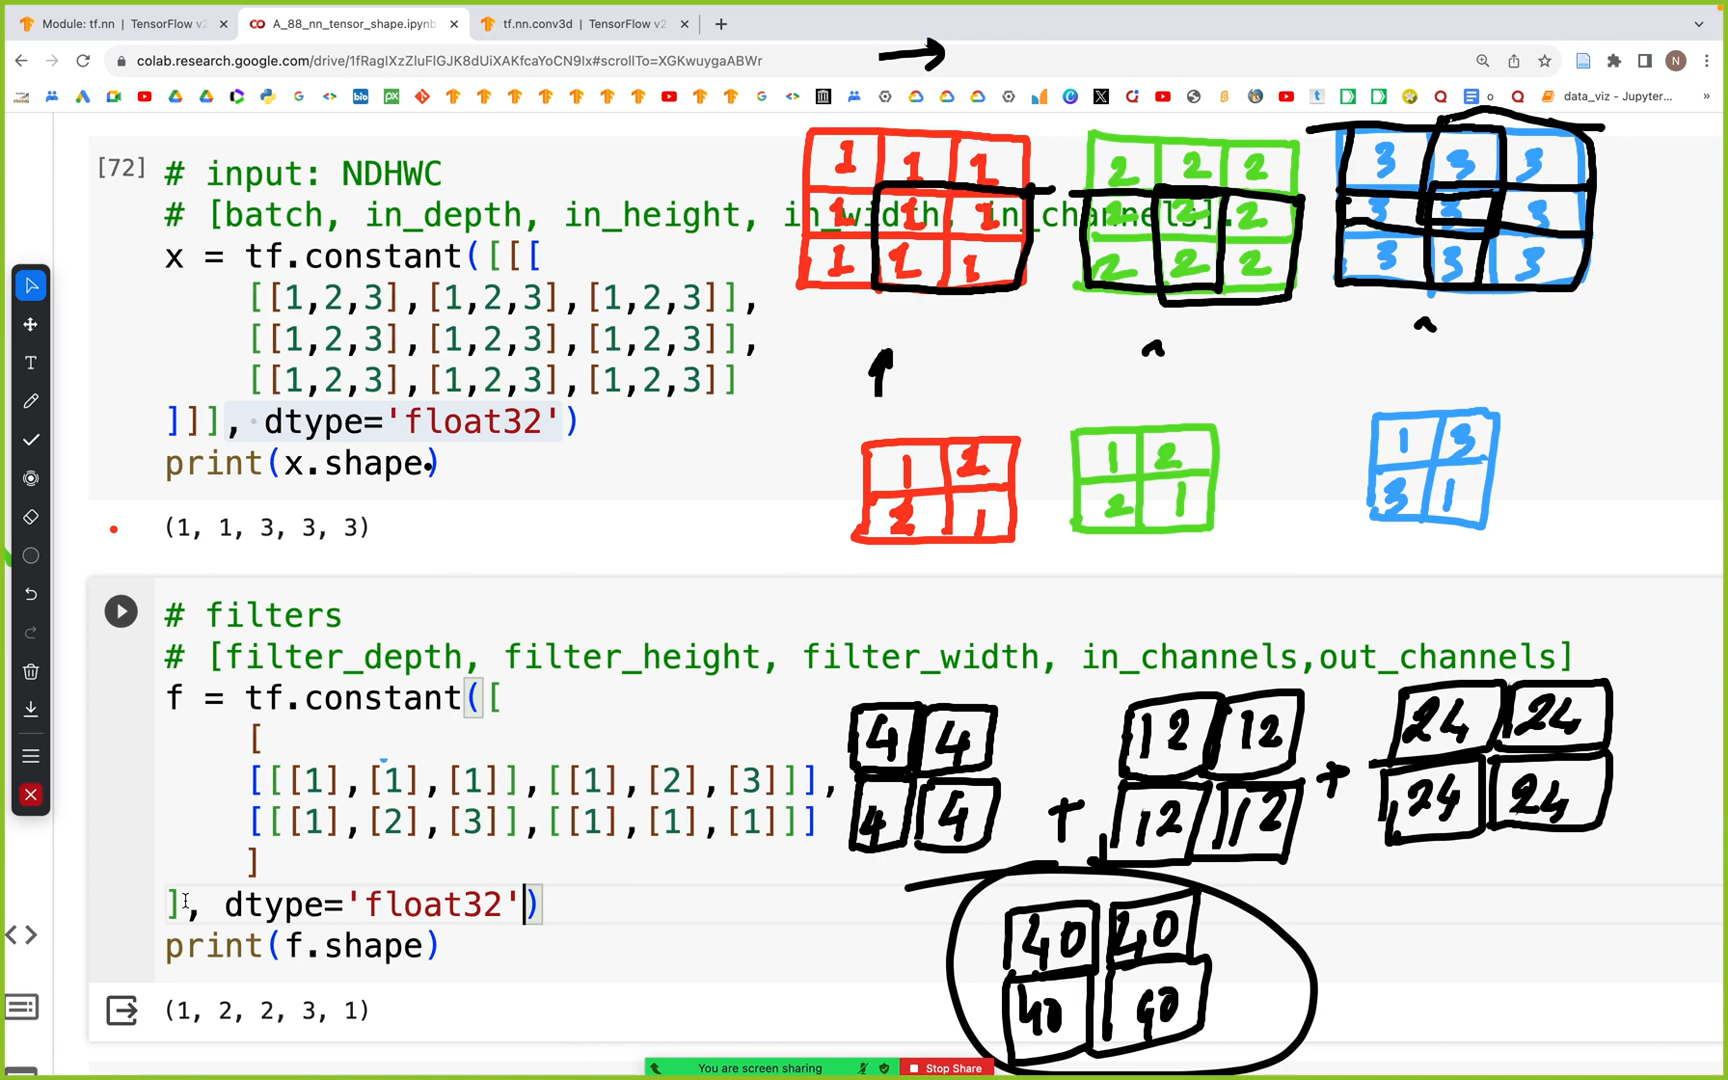 Module: tf.nn | TensorFlow v2
A_88_nn_tensor_shape.ipynb
tf.nn.conv3d | TensorFlow v2
colab.research.google.com/drive/1fRagIXzZluFlGJK8dUiXAKfcaYoCN9Ix#scrollTo=XGKwuygaABWr
N
bio
px
data_viz - Jupyter...
[72]
# input: NDHWC
# [batch, in_depth, in_height, in_width, in_channels].
x = tf.constant([[[
[[1,2,3],[1,2,3],[1,2,3]],
[[1,2,3],[1,2,3],[1,2,3]],
[[1,2,3],[1,2,3],[1,2,3]]
]]], dtype='float32')
print(x.shape)
(1, 1, 3, 3, 3)
1 1 1 2 2 2 3 3 3
1 1 1 2 2 2 3 3 3
1 1 1 2 2 2 3 3 3
1 2 1 2 1 3
2 1 2 1 3 1
# filters
# [filter_depth, filter_height, filter_width, in_channels,out_channels]
f = tf.constant([
[
[[[1],[1],[1]],[[1],[2],[3]]],
[[[1],[2],[3]],[[1],[1],[1]]]
]
], dtype='float32')
print(f.shape)
(1, 2, 2, 3, 1)
4 4 12 12 24 24
4 4 + 12 12 + 24 24
40 40
40 40
You are screen sharing
Stop Share